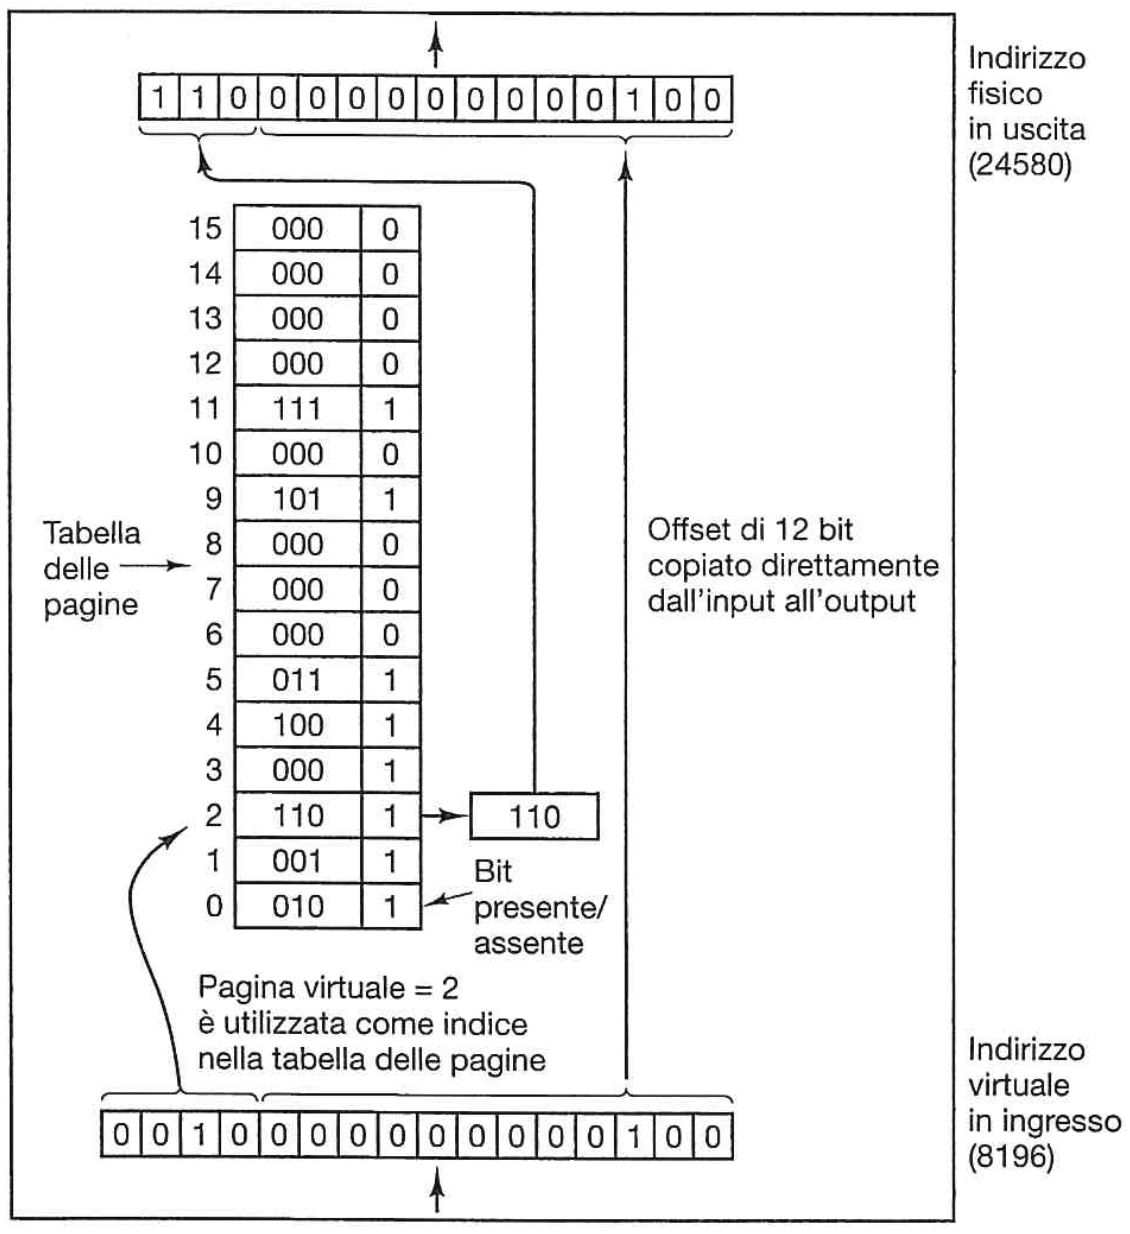 Indirizzo
fisico
in uscita
(24580)
1 1 0 0 0 0 0 0 0 0 0 0 1 0 0
15 000 0
14 000 0
13 000 0
12 000 0
11 111 1
10 000 0
9 101 1
8 000 0
7 000 0
6 000 0
5 011 1
4 100 1
3 000 1
2 110 1
1 001 1
0 010 1
Tabella
delle
pagine
110
Bit
presente/
assente
Offset di 12 bit
copiato direttamente
dall'input all'output
Pagina virtuale = 2
è utilizzata come indice
nella tabella delle pagine
0 0 1 0 0 0 0 0 0 0 0 0 0 1 0 0
Indirizzo
virtuale
in ingresso
(8196)